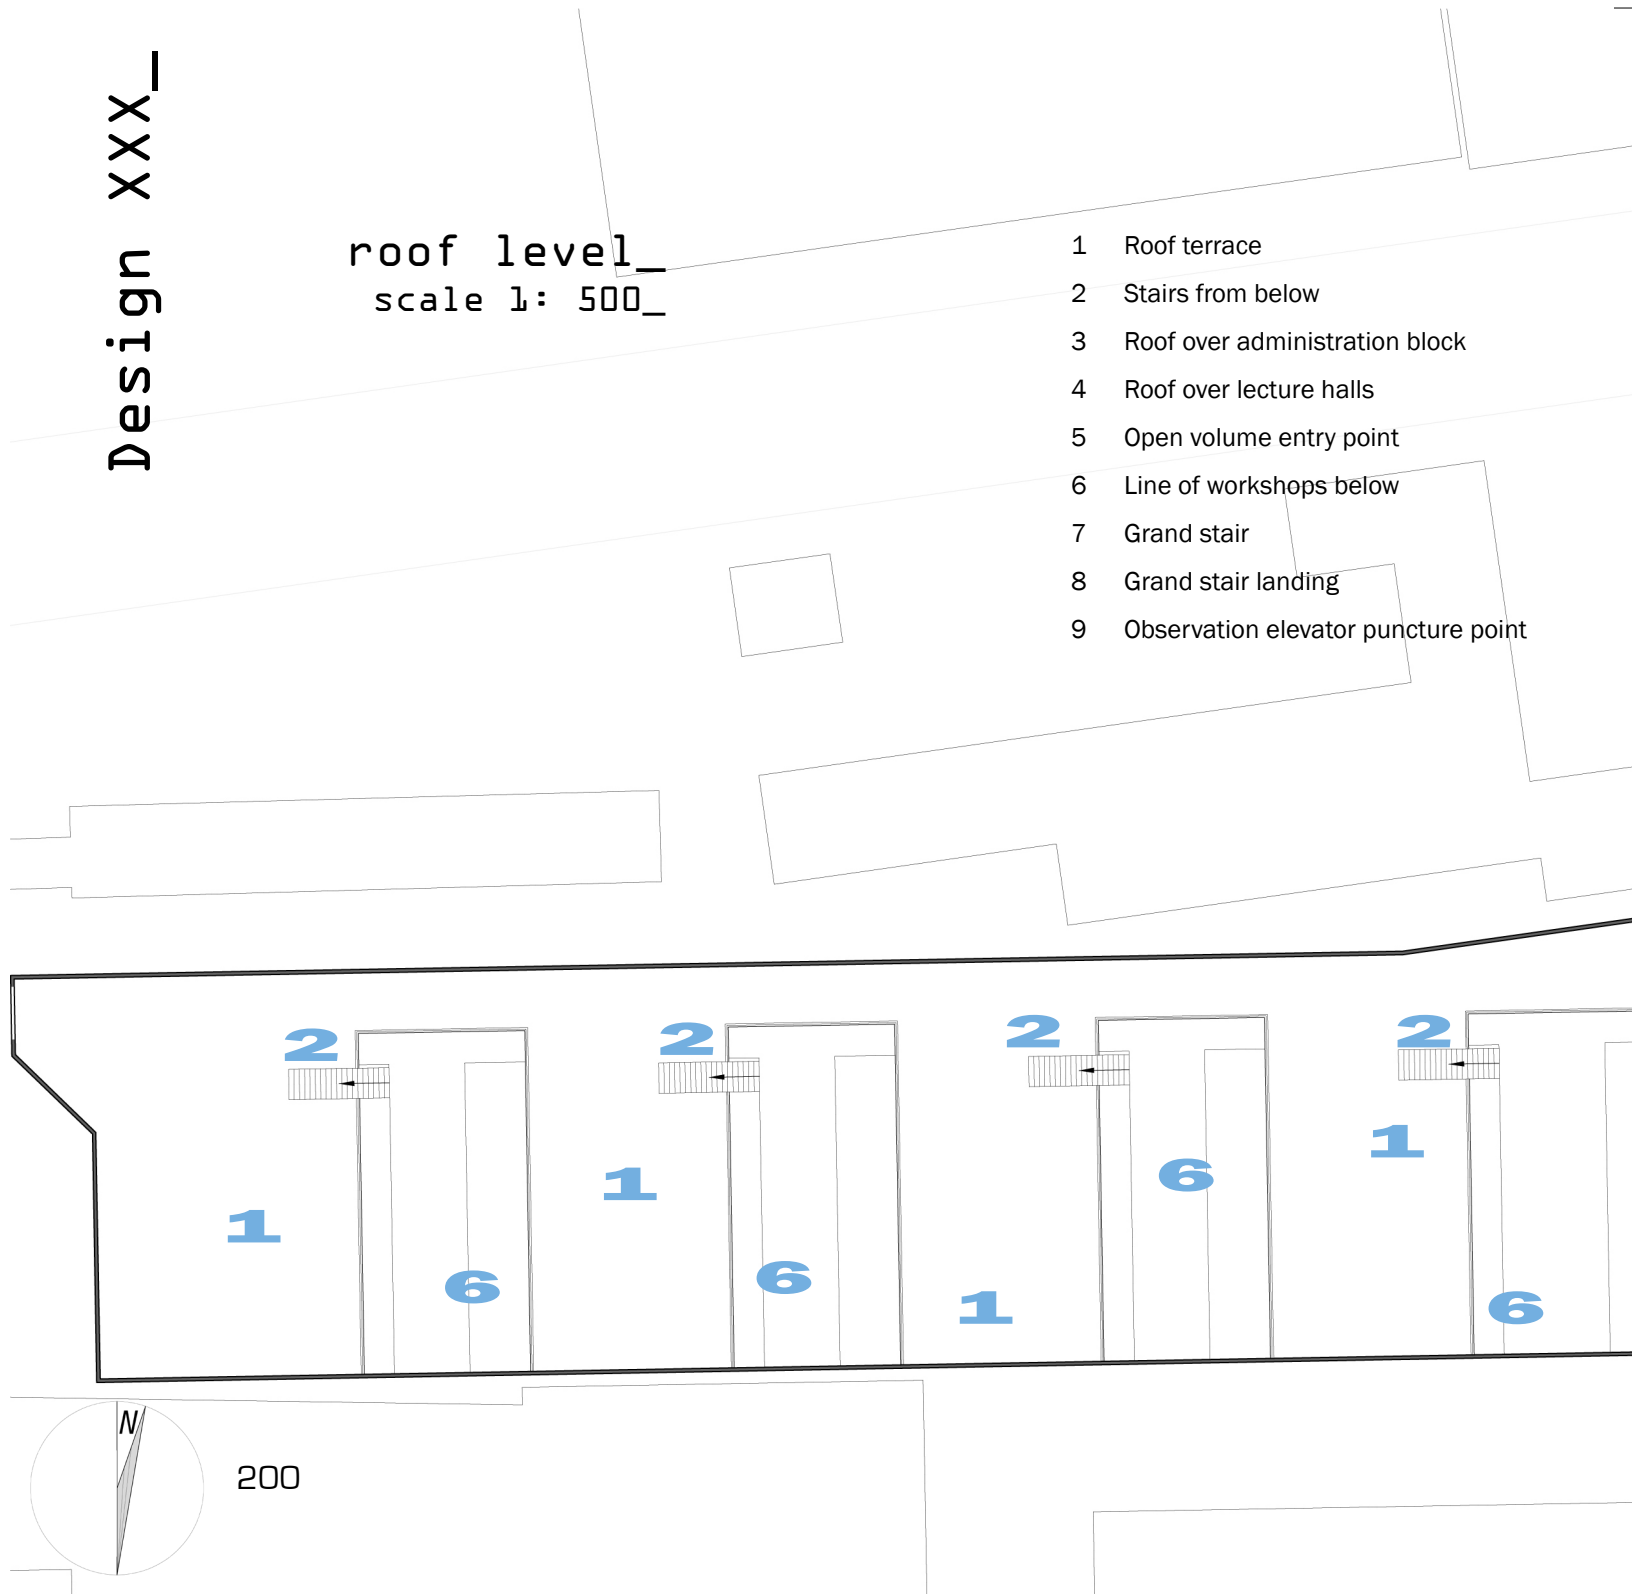 Design XXX_
roof level_
scale 1: 500_
1 Roof terrace
2 Stairs from below
3 Roof over administration block
4 Roof over lecture halls
5 Open volume entry point
6 Line of workshops below
7 Grand stair
8 Grand stair landing
9 Observation elevator puncture point
2 2 2 2
1 1 6 1
1 6 6 1 6
N
200